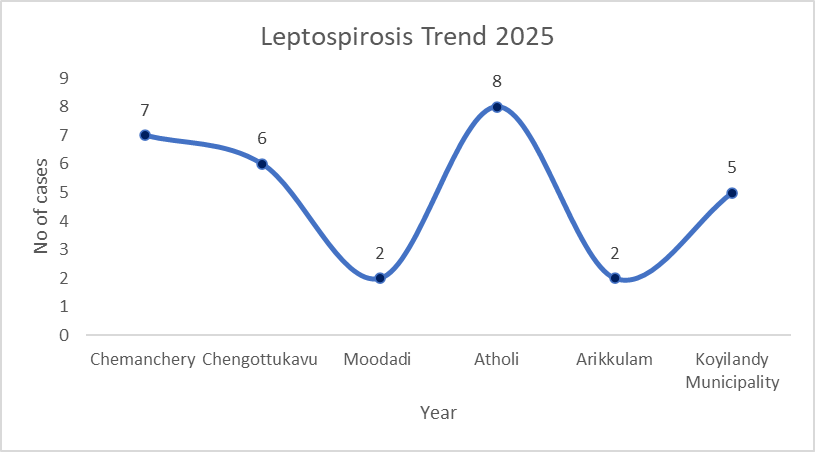 Leptospirosis Trend 2025
No of cases
9
8
7
6
5
4
3
2
1
0
7
6
2
8
2
5
Chemanchery
Chengottukavu
Moodadi
Atholi
Arikkulam
Koyilandy
Municipality
Year